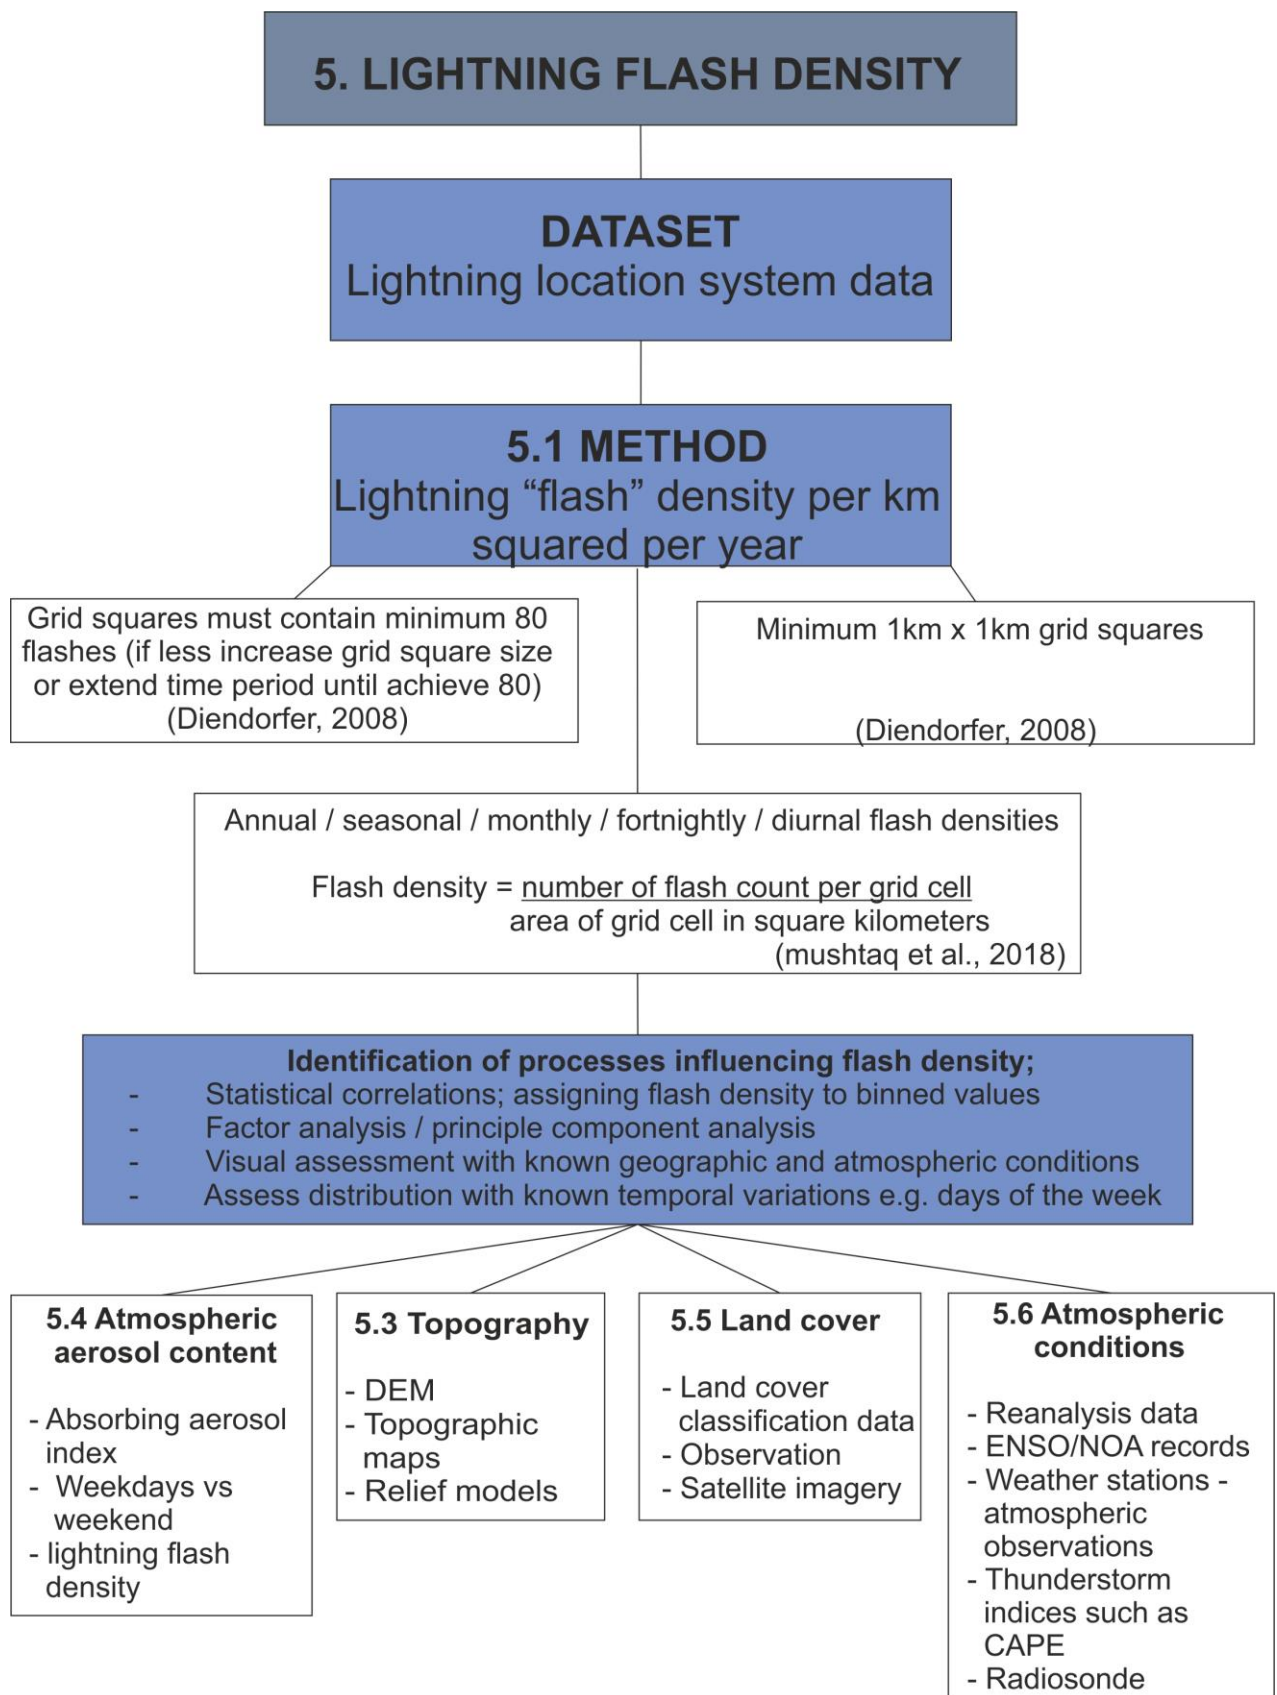 5. LIGHTNING FLASH DENSITY
DATASET
Lightning location system data
5.1 METHOD
Lightning “flash” density per km
squared per year
Grid squares must contain minimum 80
flashes (if less increase grid square size
or extend time period until achieve 80)
(Diendorfer, 2008)
Minimum 1km x 1km grid squares
(Diendorfer, 2008)
Annual / seasonal / monthly / fortnightly / diurnal flash densities
Flash density = number of flash count per grid cell
area of grid cell in square kilometers
(mushtaq et al., 2018)
Identification of processes influencing flash density;
- Statistical correlations; assigning flash density to binned values
- Factor analysis / principle component analysis
- Visual assessment with known geographic and atmospheric conditions
- Assess distribution with known temporal variations e.g. days of the week
5.4 Atmospheric
aerosol content
- Absorbing aerosol
index
- Weekdays vs
weekend
- lightning flash
density
5.3 Topography
- DEM
- Topographic
maps
- Relief models
5.5 Land cover
- Land cover
classification data
- Observation
- Satellite imagery
5.6 Atmospheric
conditions
- Reanalysis data
- ENSO/NOA records
- Weather stations -
atmospheric
observations
- Thunderstorm
indices such as
CAPE
- Radiosonde